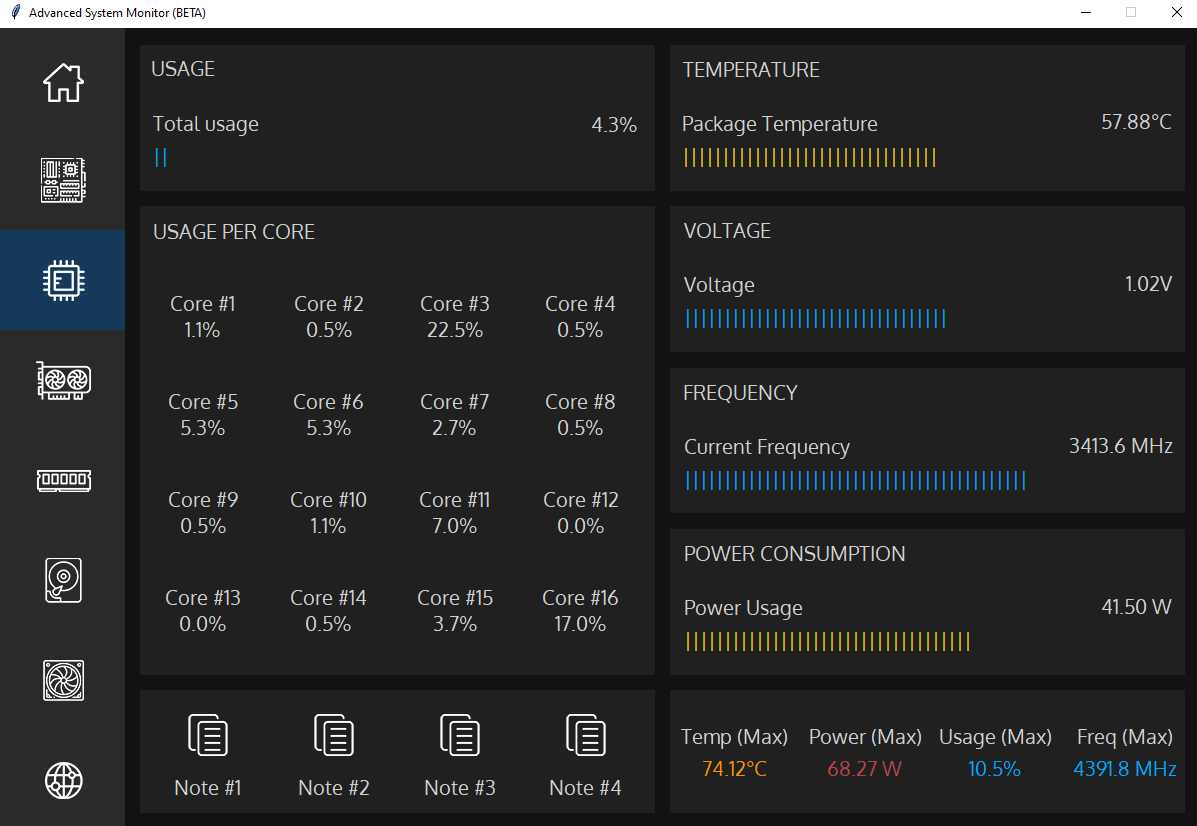 Advanced System Monitor (BETA)
USAGE
Total usage 4.3%
USAGE PER CORE
Core #1 Core #2 Core #3 Core #4
1.1% 0.5% 22.5% 0.5%
Core #5 Core #6 Core #7 Core #8
5.3% 5.3% 2.7% 0.5%
Core #9 Core #10 Core #11 Core #12
0.5% 1.1% 7.0% 0.0%
Core #13 Core #14 Core #15 Core #16
0.0% 0.5% 3.7% 17.0%
Note #1 Note #2 Note #3 Note #4
TEMPERATURE
Package Temperature 57.88°C
VOLTAGE
Voltage 1.02V
FREQUENCY
Current Frequency 3413.6 MHz
POWER CONSUMPTION
Power Usage 41.50 W
Temp (Max) Power (Max) Usage (Max) Freq (Max)
74.12°C 68.27 W 10.5% 4391.8 MHz